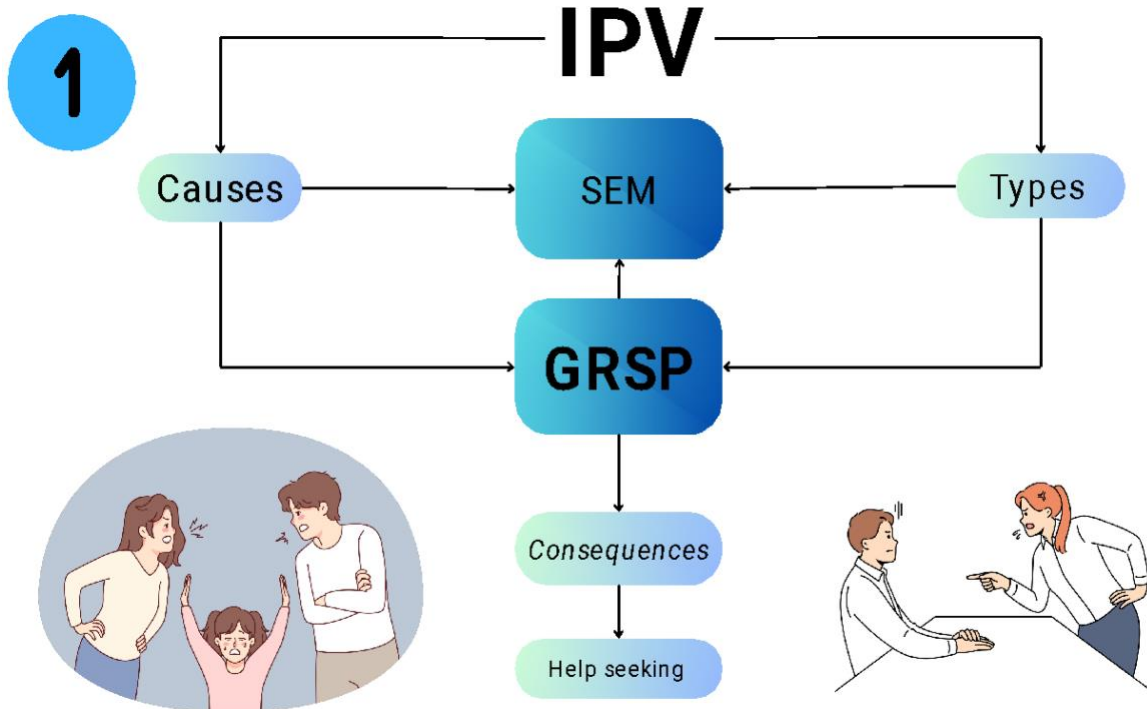 1
IPV
Causes
SEM
Types
GRSP
Consequences
Help seeking